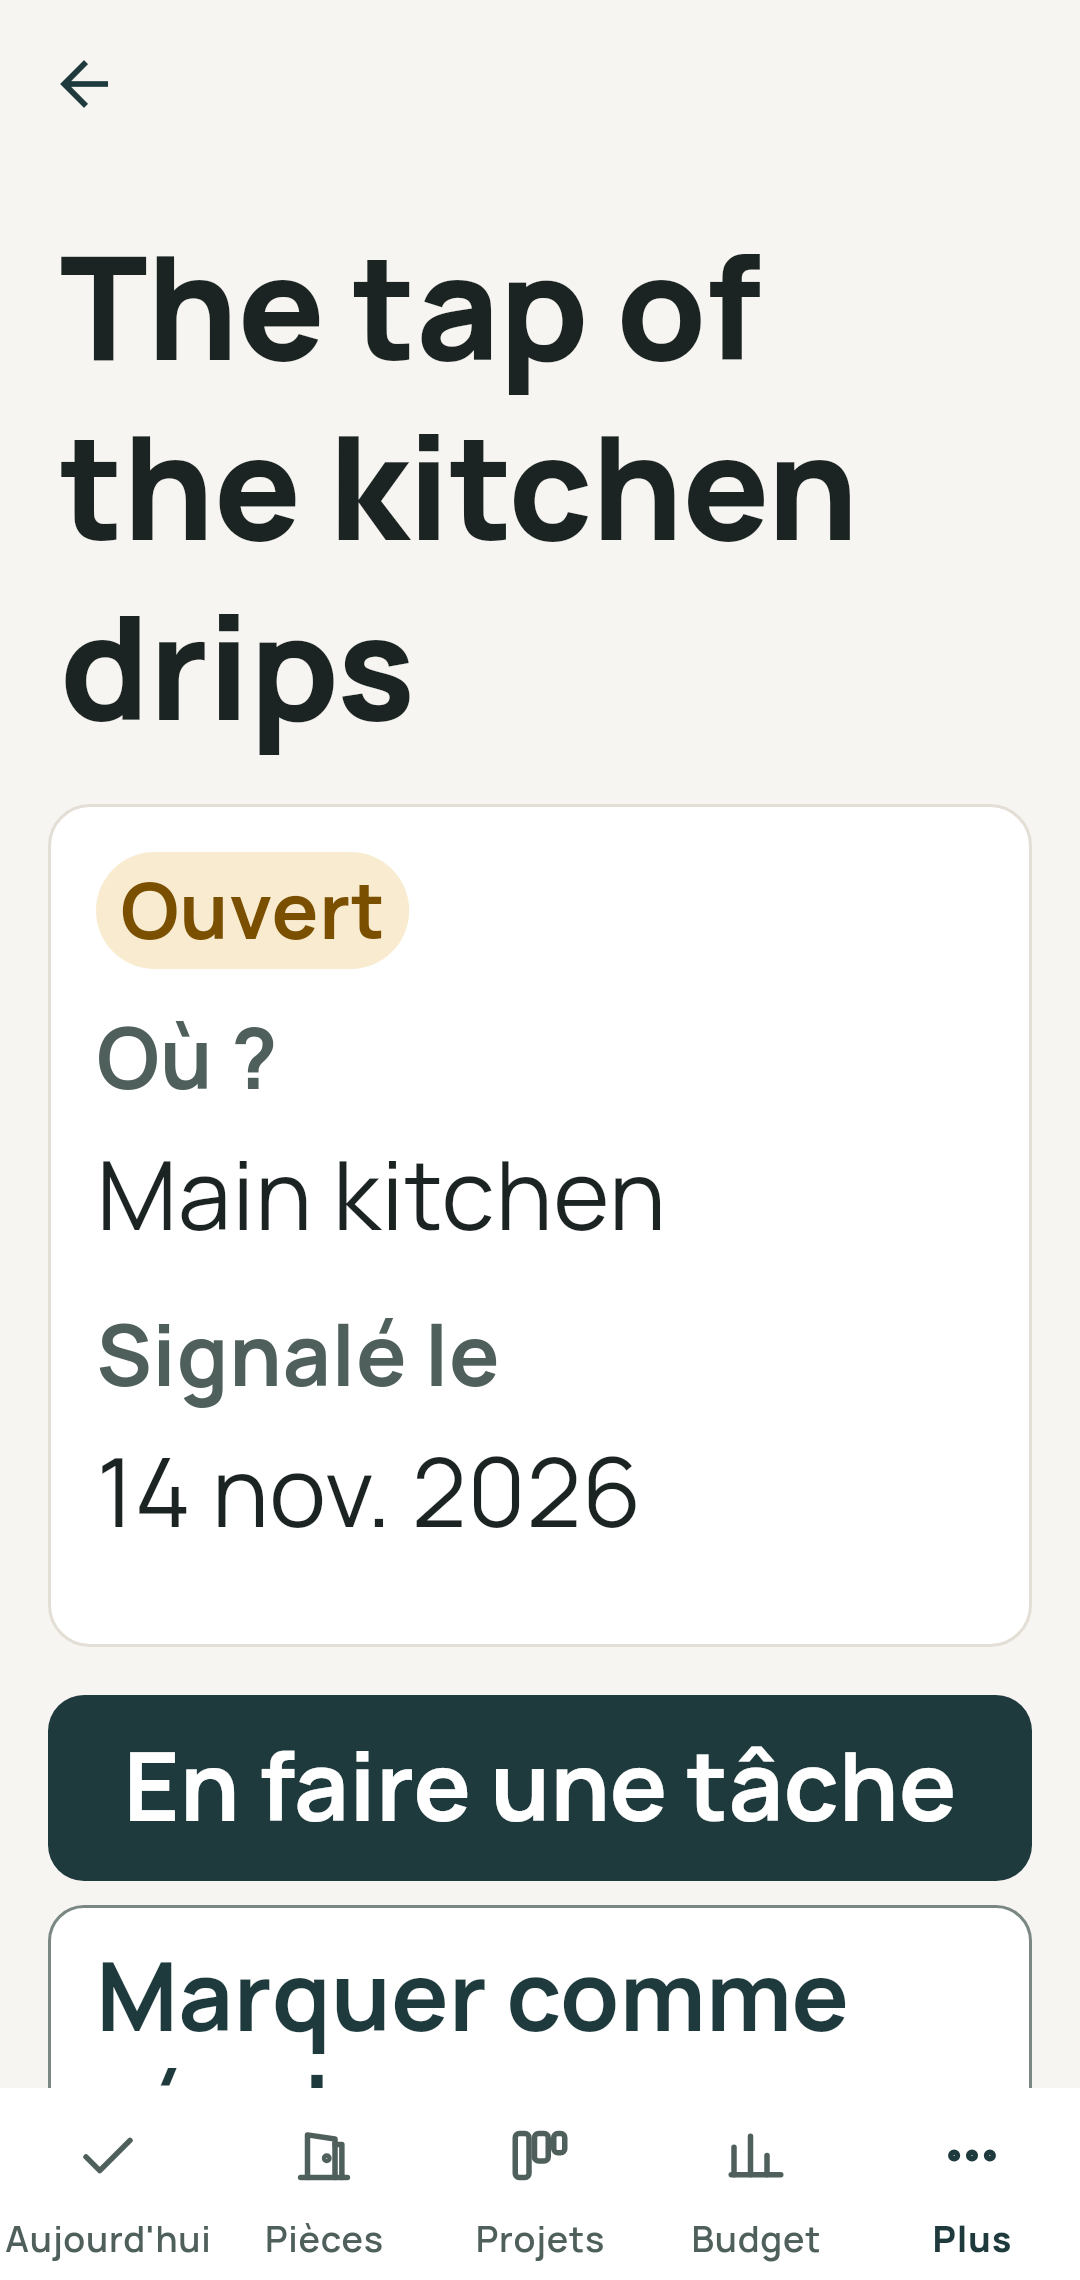 The tap of
the kitchen
drips
Ouvert
Où ?
Main kitchen
Signalé le
14 nov. 2026
En faire une tâche
Marquer comme
Aujourd'hui
Pièces
Projets
Budget
Plus